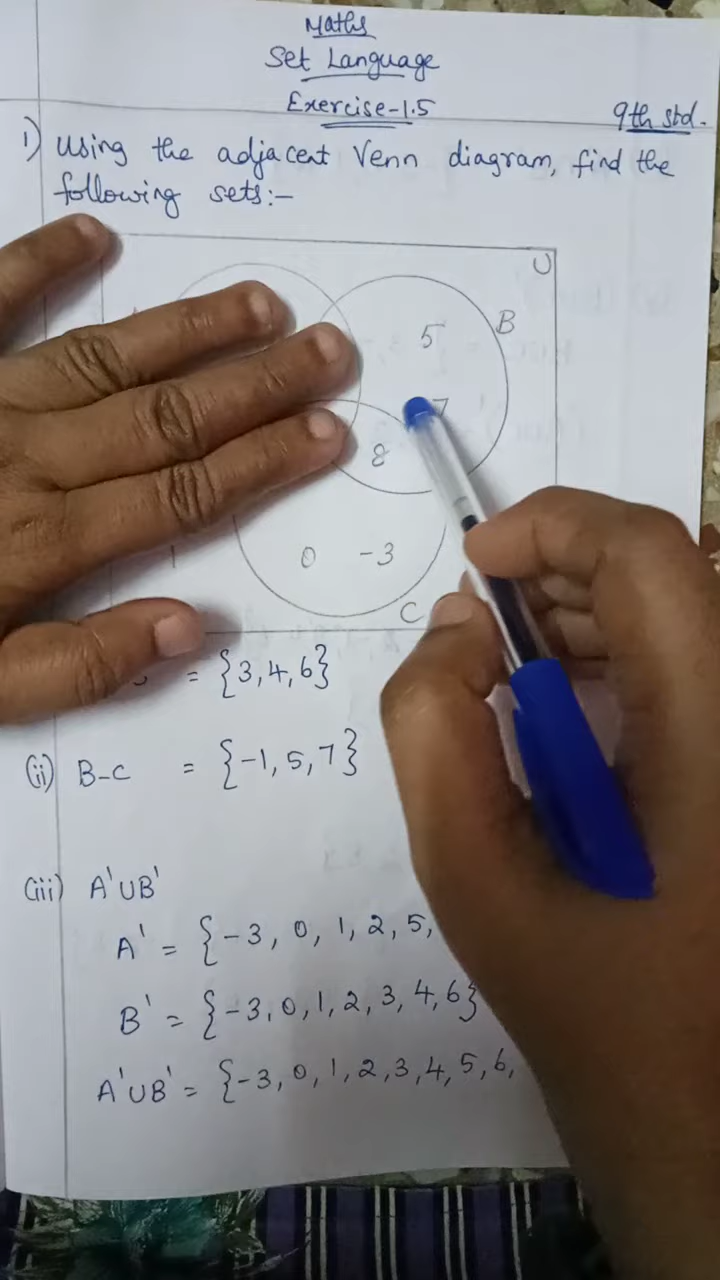 Maths
Set Language
Exercise-1.5
9th std.
1) Using the adjacent Venn diagram, find the
following sets:-
U
B
5
7
8
1
0 -3
C
= {3,4,6}
(ii) B-C = {-1, 5, 7}
(iii) A'∪B'
A' = {-3, 0, 1, 2, 5,
B' = {-3, 0, 1, 2, 3, 4, 6}
A'∪B' = {-3, 0, 1, 2, 3, 4, 5, 6,